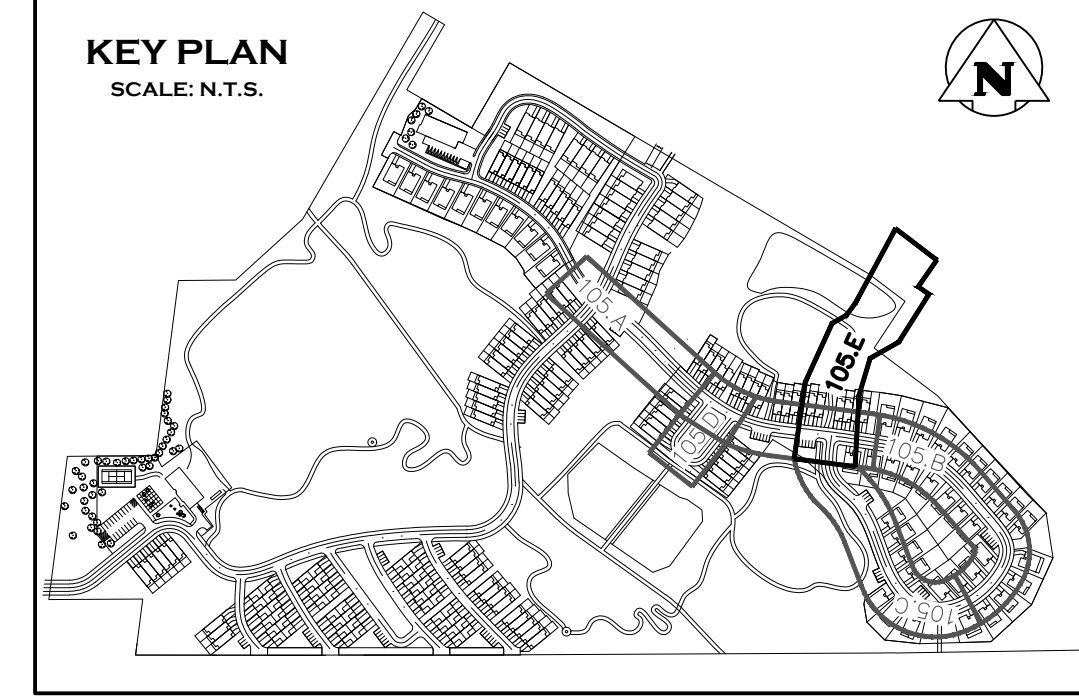 KEY PLAN
SCALE: N.T.S.
N
105.A
105.E
105.D
105.B
105.C